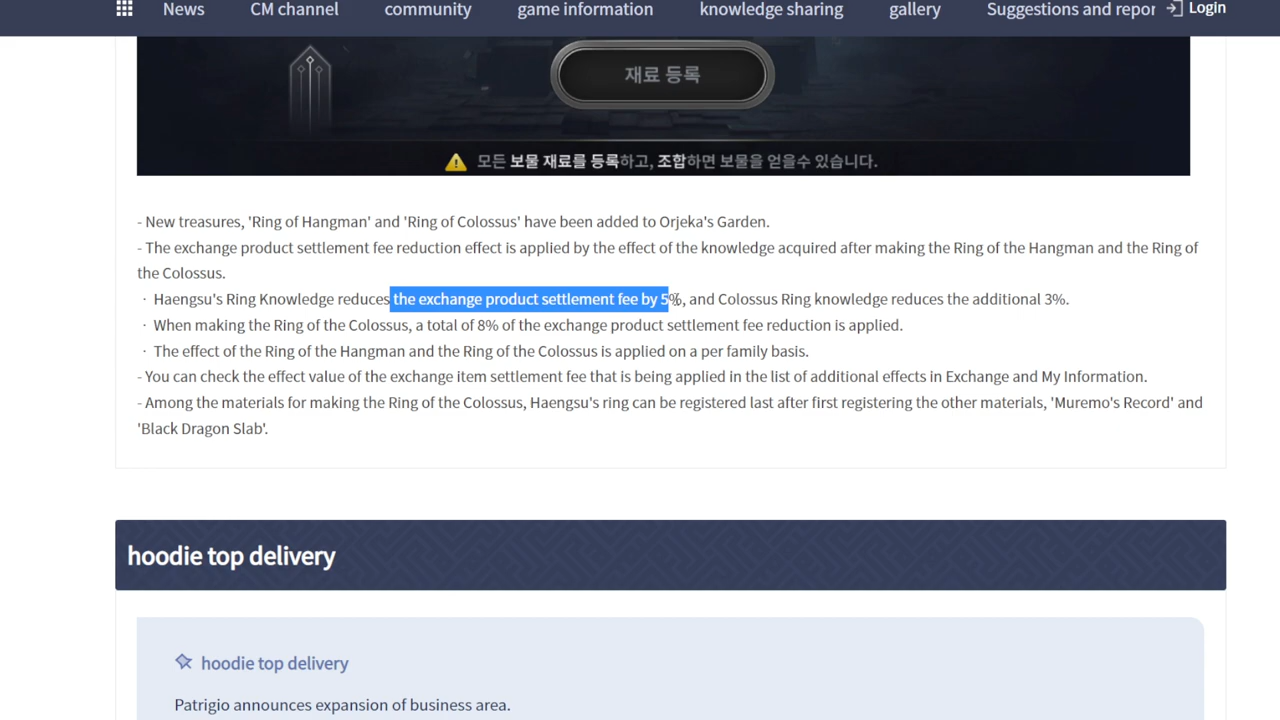 News CM channel community game information knowledge sharing gallery Suggestions and repor Login
재료 등록
모든 보물 재료를 등록하고, 조합하면 보물을 얻을수 있습니다.
- New treasures, 'Ring of Hangman' and 'Ring of Colossus' have been added to Orjeka's Garden.
- The exchange product settlement fee reduction effect is applied by the effect of the knowledge acquired after making the Ring of the Hangman and the Ring of
the Colossus.
· Haengsu's Ring Knowledge reduces the exchange product settlement fee by 5%, and Colossus Ring knowledge reduces the additional 3%.
· When making the Ring of the Colossus, a total of 8% of the exchange product settlement fee reduction is applied.
· The effect of the Ring of the Hangman and the Ring of the Colossus is applied on a per family basis.
- You can check the effect value of the exchange item settlement fee that is being applied in the list of additional effects in Exchange and My Information.
- Among the materials for making the Ring of the Colossus, Haengsu's ring can be registered last after first registering the other materials, 'Muremo's Record' and
'Black Dragon Slab'.
hoodie top delivery
hoodie top delivery
Patrigio announces expansion of business area.